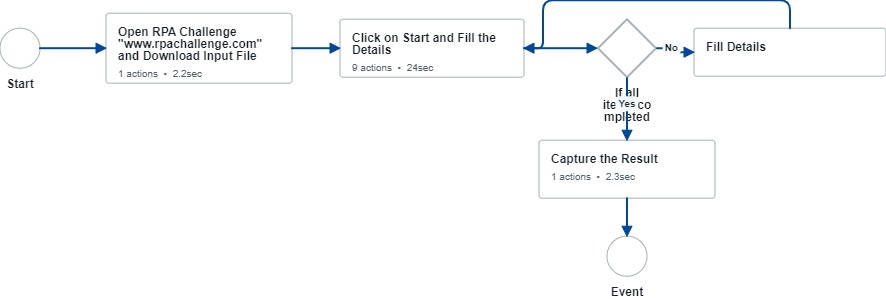 Open RPA Challenge
"www.rpachallenge.com"
and Download Input File
1 actions • 2.2sec
Start
Click on Start and Fill the
Details
9 actions • 24sec
No
Fill Details
If all
items co
mpleted
Yes
Capture the Result
1 actions • 2.3sec
Event